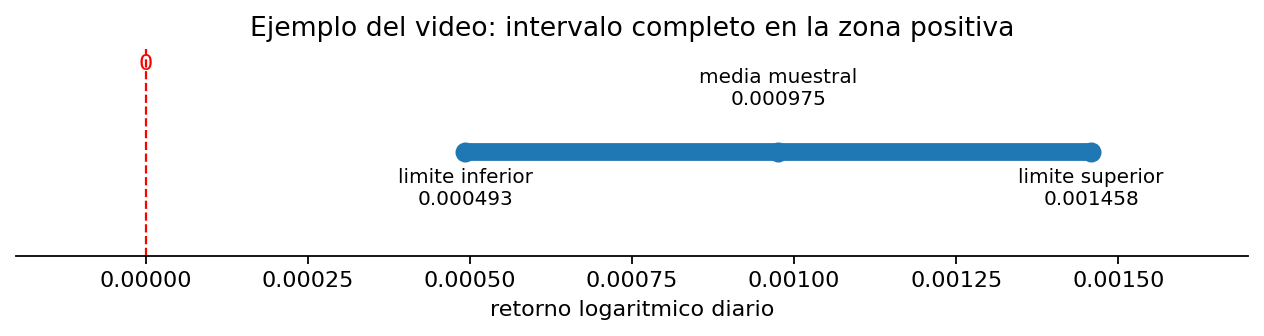 Ejemplo del video: intervalo completo en la zona positiva
0
media muestral
0.000975
limite inferior
0.000493
limite superior
0.001458
0.00000 0.00025 0.00050 0.00075 0.00100 0.00125 0.00150
retorno logaritmico diario